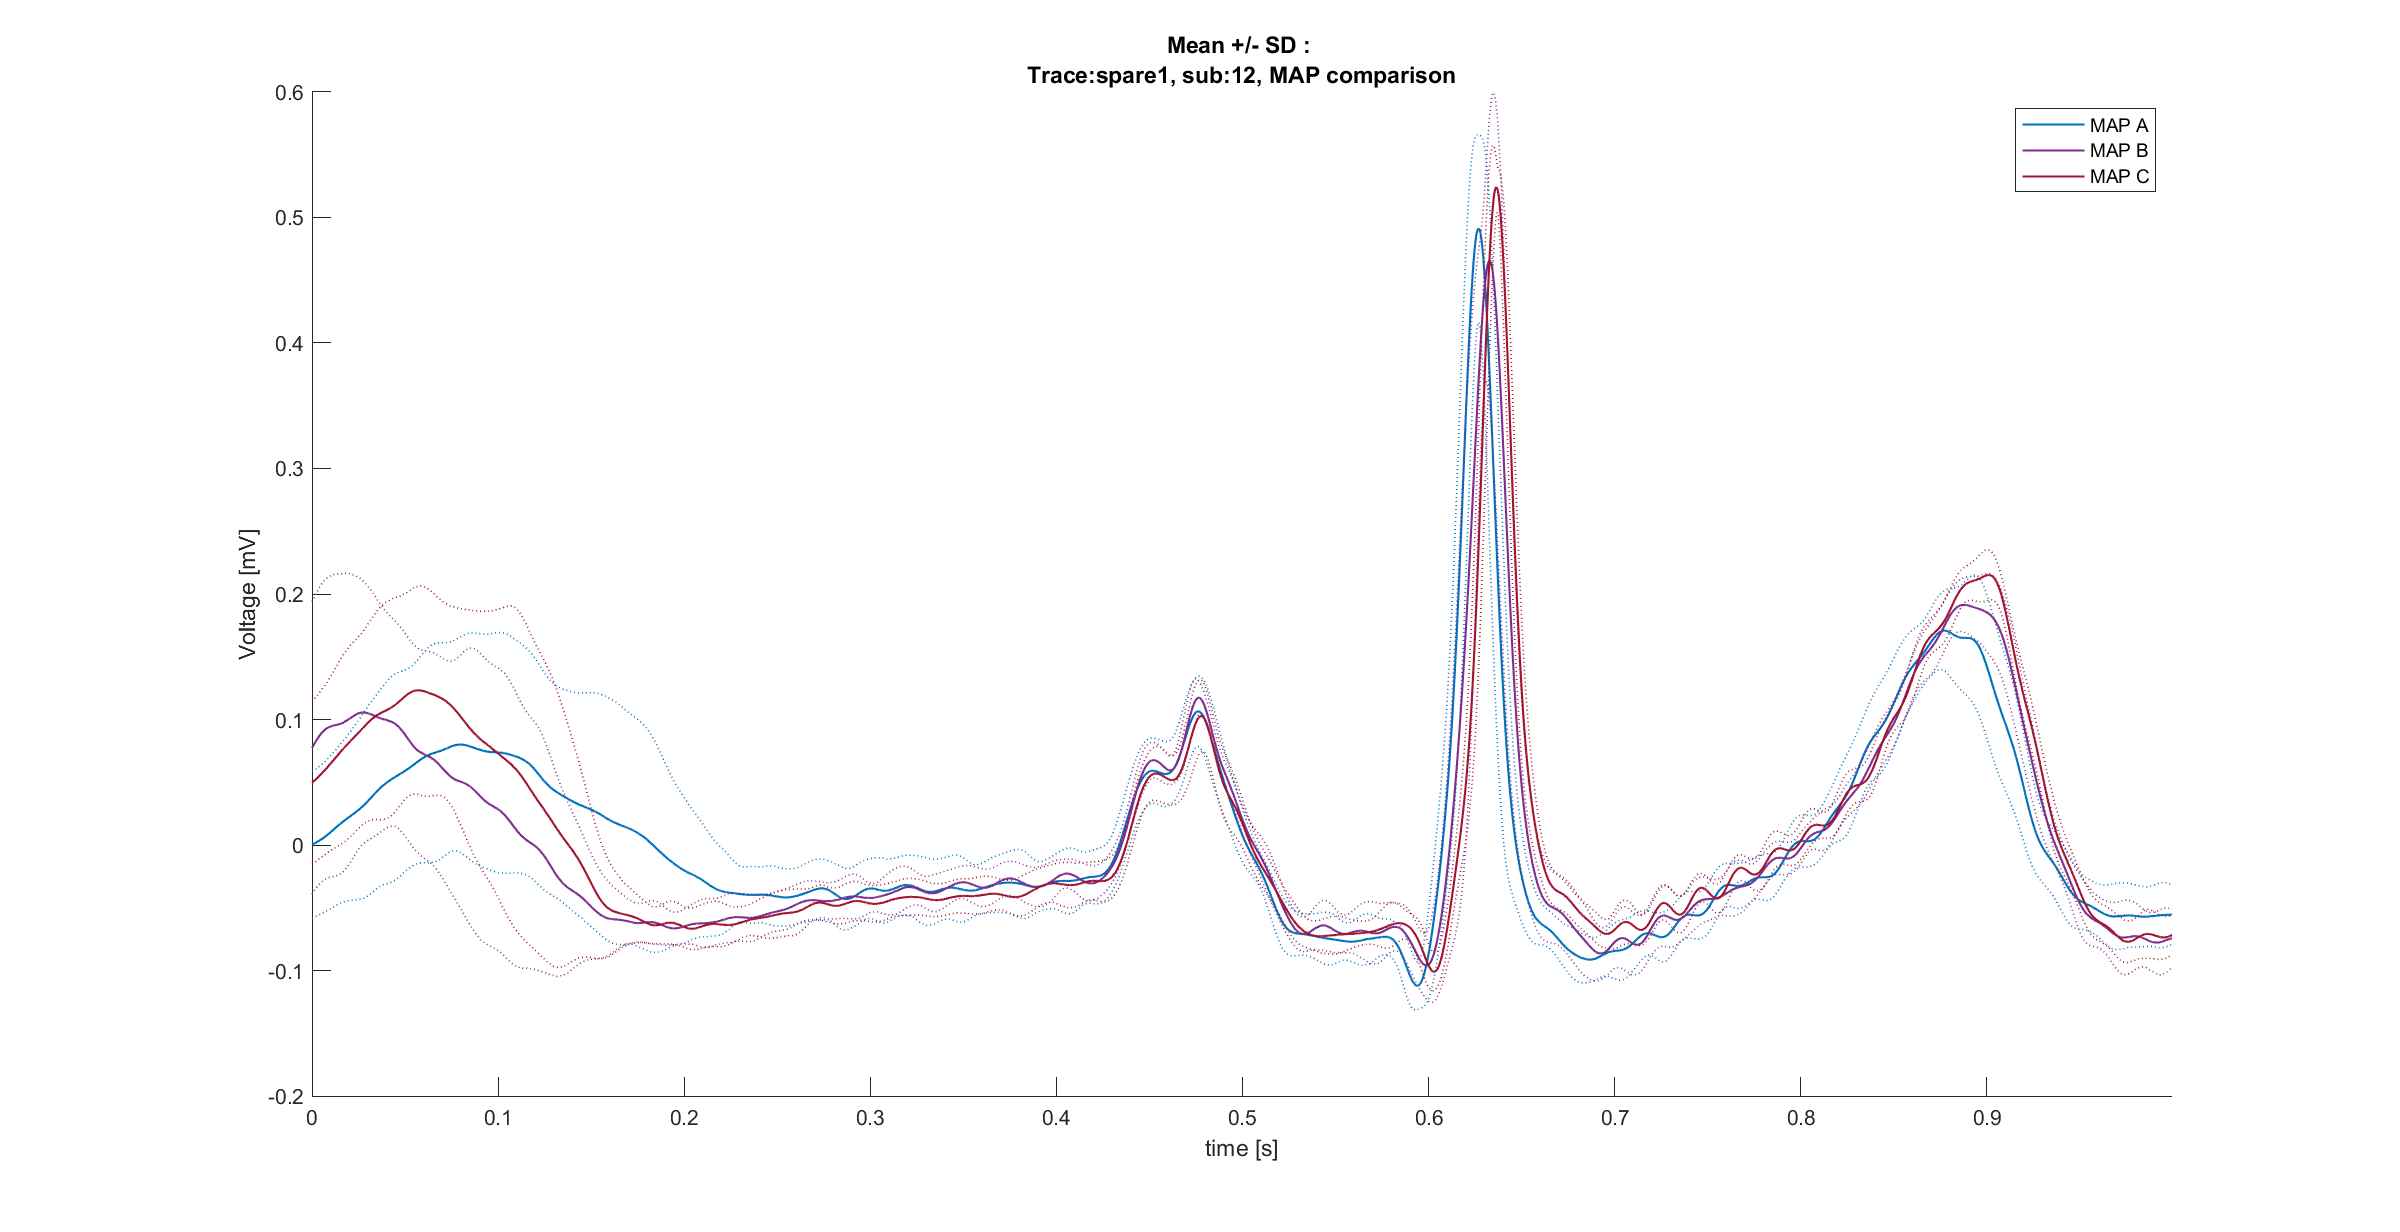 Mean +/- SD :
Trace:spare1, sub:12, MAP comparison
MAP A
MAP B
MAP C
0.6
0.5
0.4
0.3
0.2
0.1
0
-0.1
-0.2
Voltage [mV]
0 0.1 0.2 0.3 0.4 0.5 0.6 0.7 0.8 0.9
time [s]